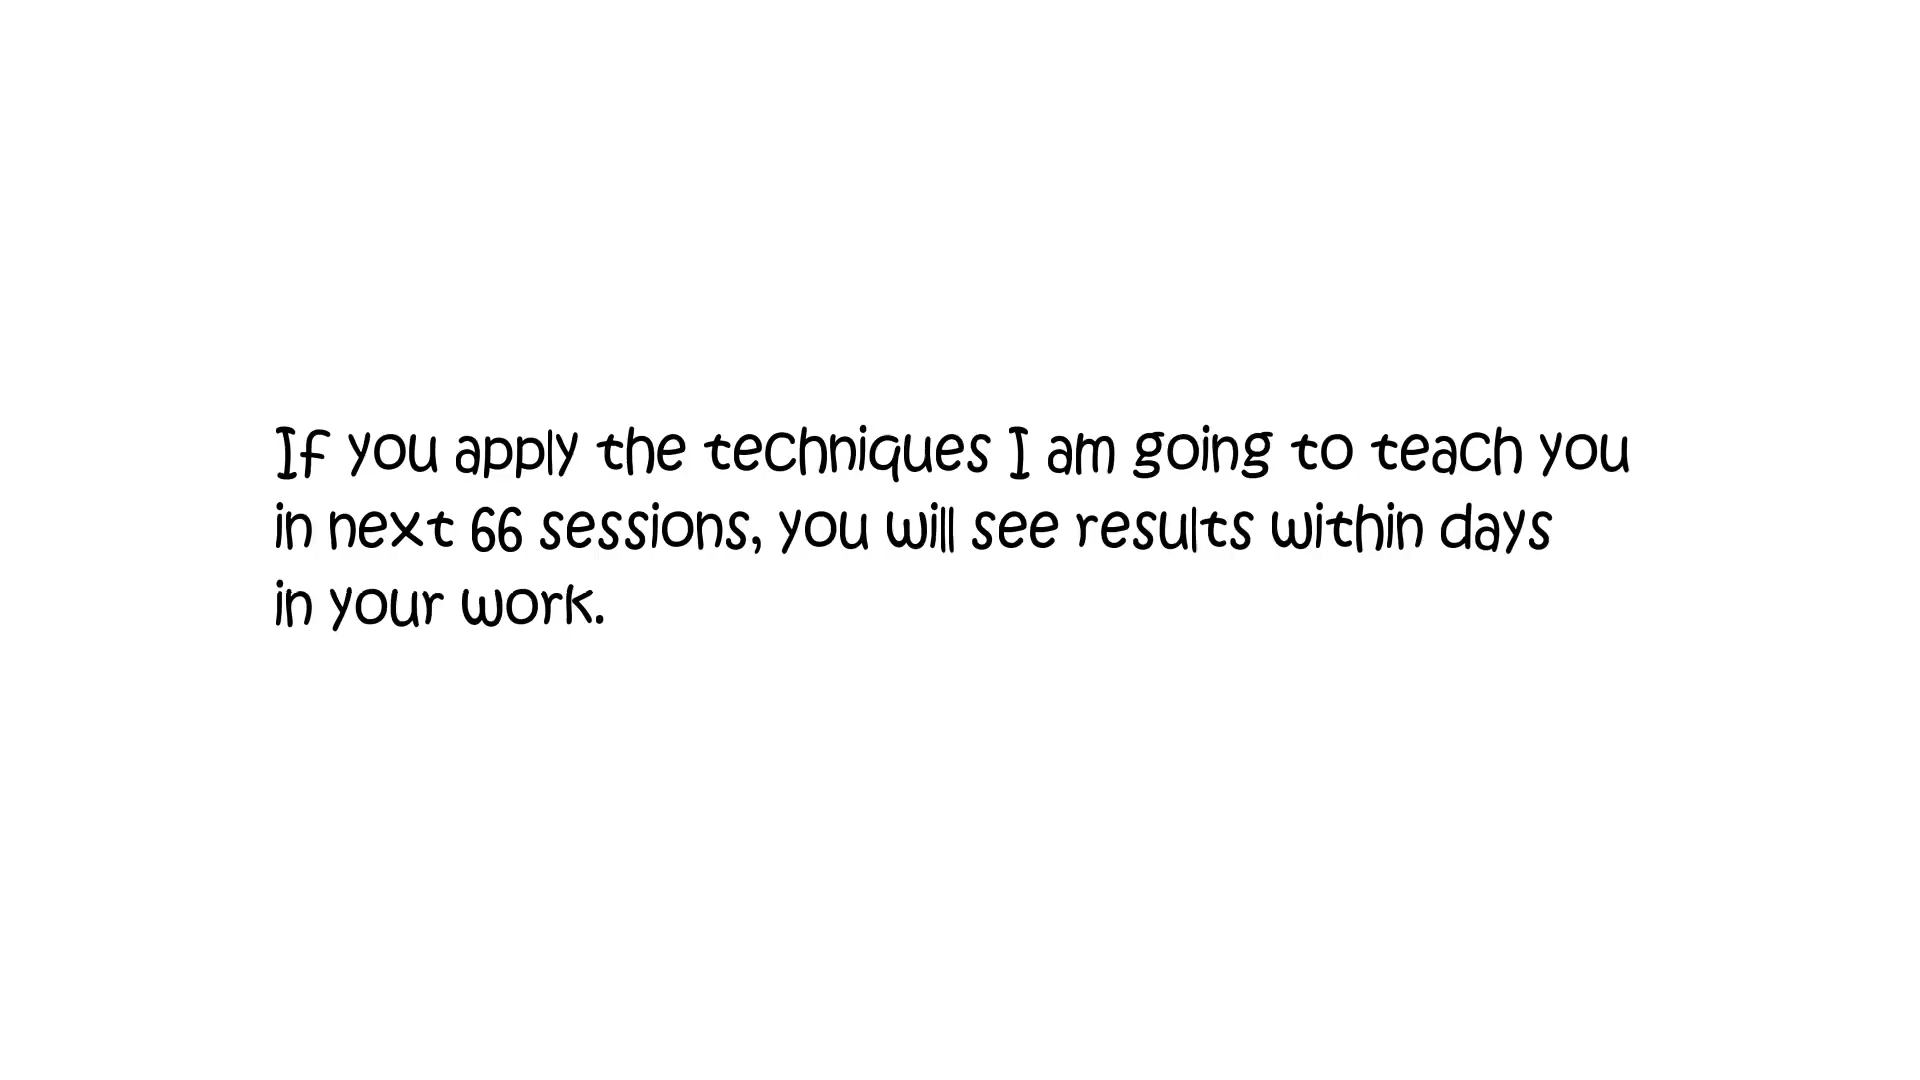 If you apply the techniques I am going to teach you
in next 66 sessions, you will see results within days
in your work.